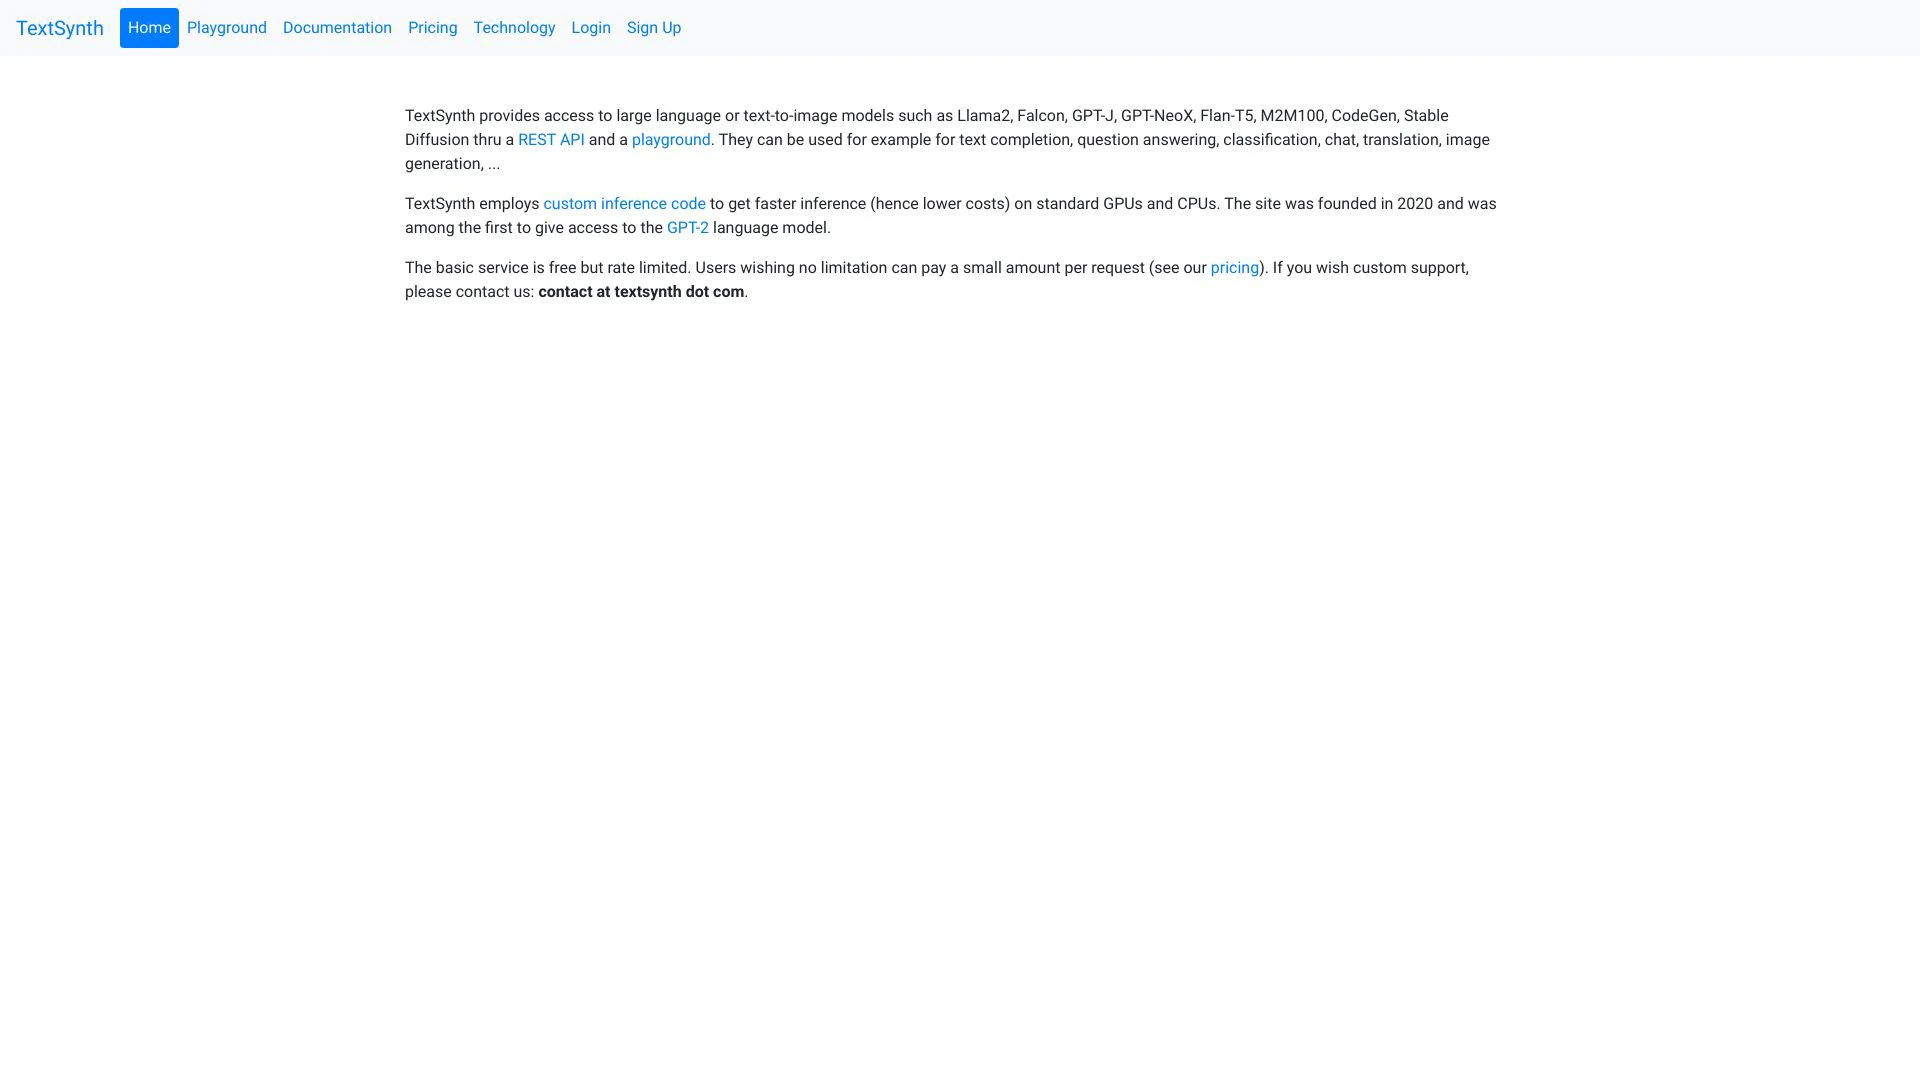 TextSynth Home Playground Documentation Pricing Technology Login Sign Up
TextSynth provides access to large language or text-to-image models such as Llama2, Falcon, GPT-J, GPT-NeoX, Flan-T5, M2M100, CodeGen, Stable
Diffusion thru a REST API and a playground. They can be used for example for text completion, question answering, classification, chat, translation, image
generation, ...
TextSynth employs custom inference code to get faster inference (hence lower costs) on standard GPUs and CPUs. The site was founded in 2020 and was
among the first to give access to the GPT-2 language model.
The basic service is free but rate limited. Users wishing no limitation can pay a small amount per request (see our pricing). If you wish custom support,
please contact us: contact at textsynth dot com.